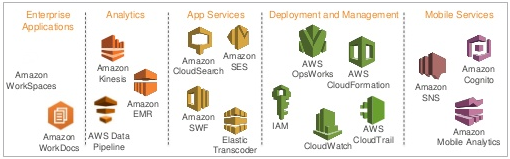 Enterprise
Applications
Amazon
WorkSpaces
Amazon
WorkDocs
Analytics
Amazon
Kinesis
Amazon
EMR
AWS Data
Pipeline
App Services
Amazon
CloudSearch
Amazon
SES
Amazon
SWF
Elastic
Transcoder
Deployment and Management
AWS
OpsWorks
AWS
CloudFormation
IAM
CloudWatch
AWS
CloudTrail
Mobile Services
Amazon
SNS
Amazon
Cognito
Amazon
Mobile Analytics